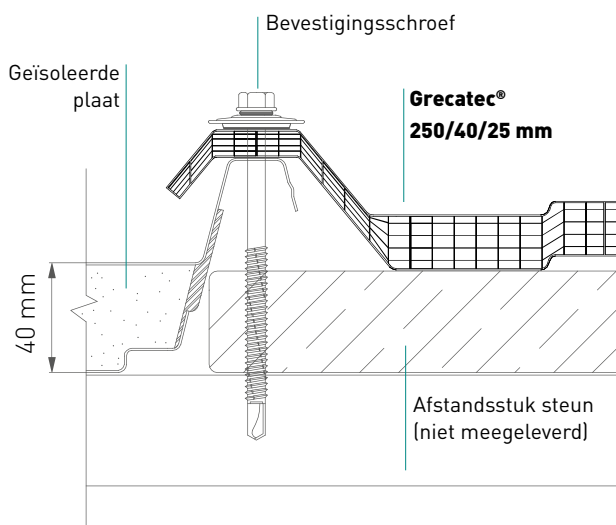 Bevestigingsschroef
Geïsoleerde
plaat
Grecatec®
250/40/25 mm
40 mm
Afstandsstuk steun
(niet meegeleverd)